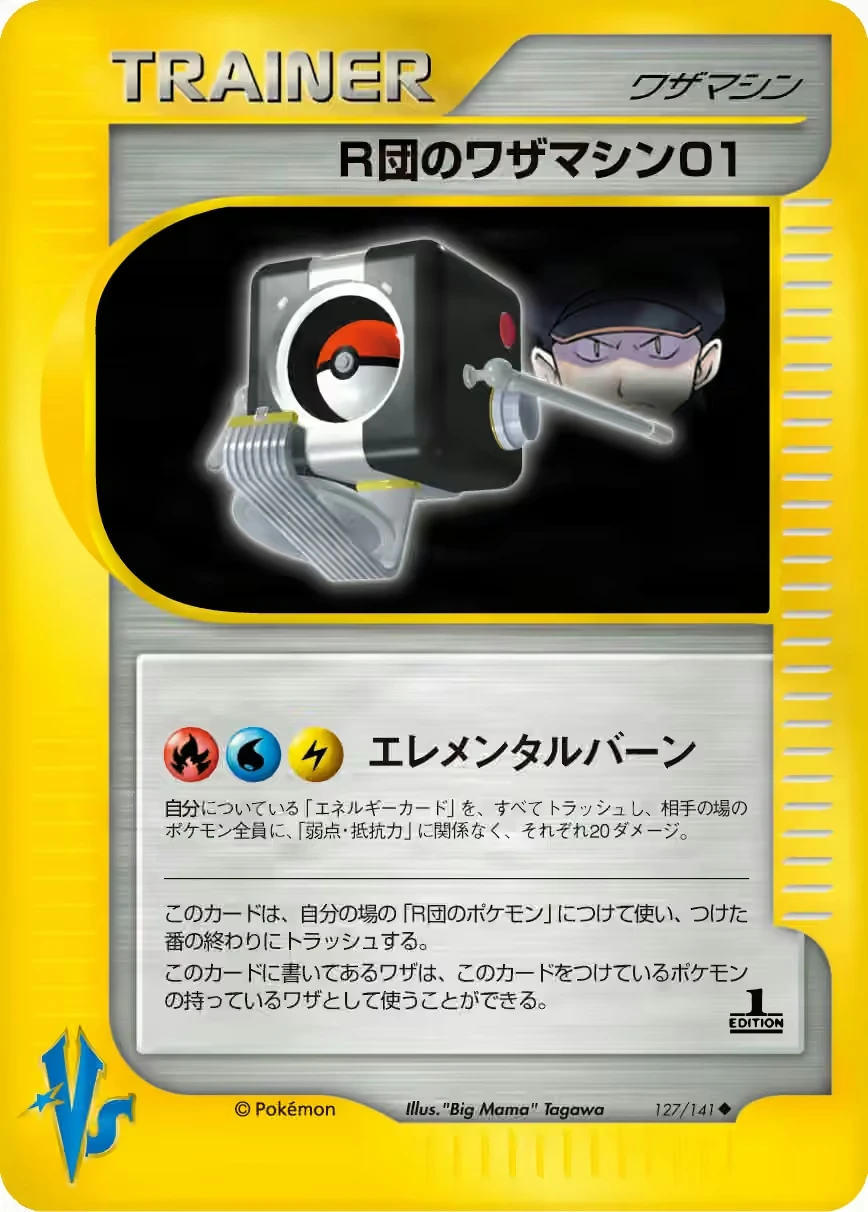 TRAINER
ワザマシン
R団のワザマシン01
エレメンタルバーン
自分についている「エネルギーカード」を、すべてトラッシュし、相手の場の
ポケモン全員に、「弱点・抵抗力」に関係なく、それぞれ20ダメージ。
このカードは、自分の場の「R団のポケモン」につけて使い、つけた
番の終わりにトラッシュする。
このカードに書いてあるワザは、このカードをつけているポケモン
の持っているワザとして使うことができる。
1
EDITION
VS
© Pokémon
Illus."Big Mama" Tagawa
127/141◆